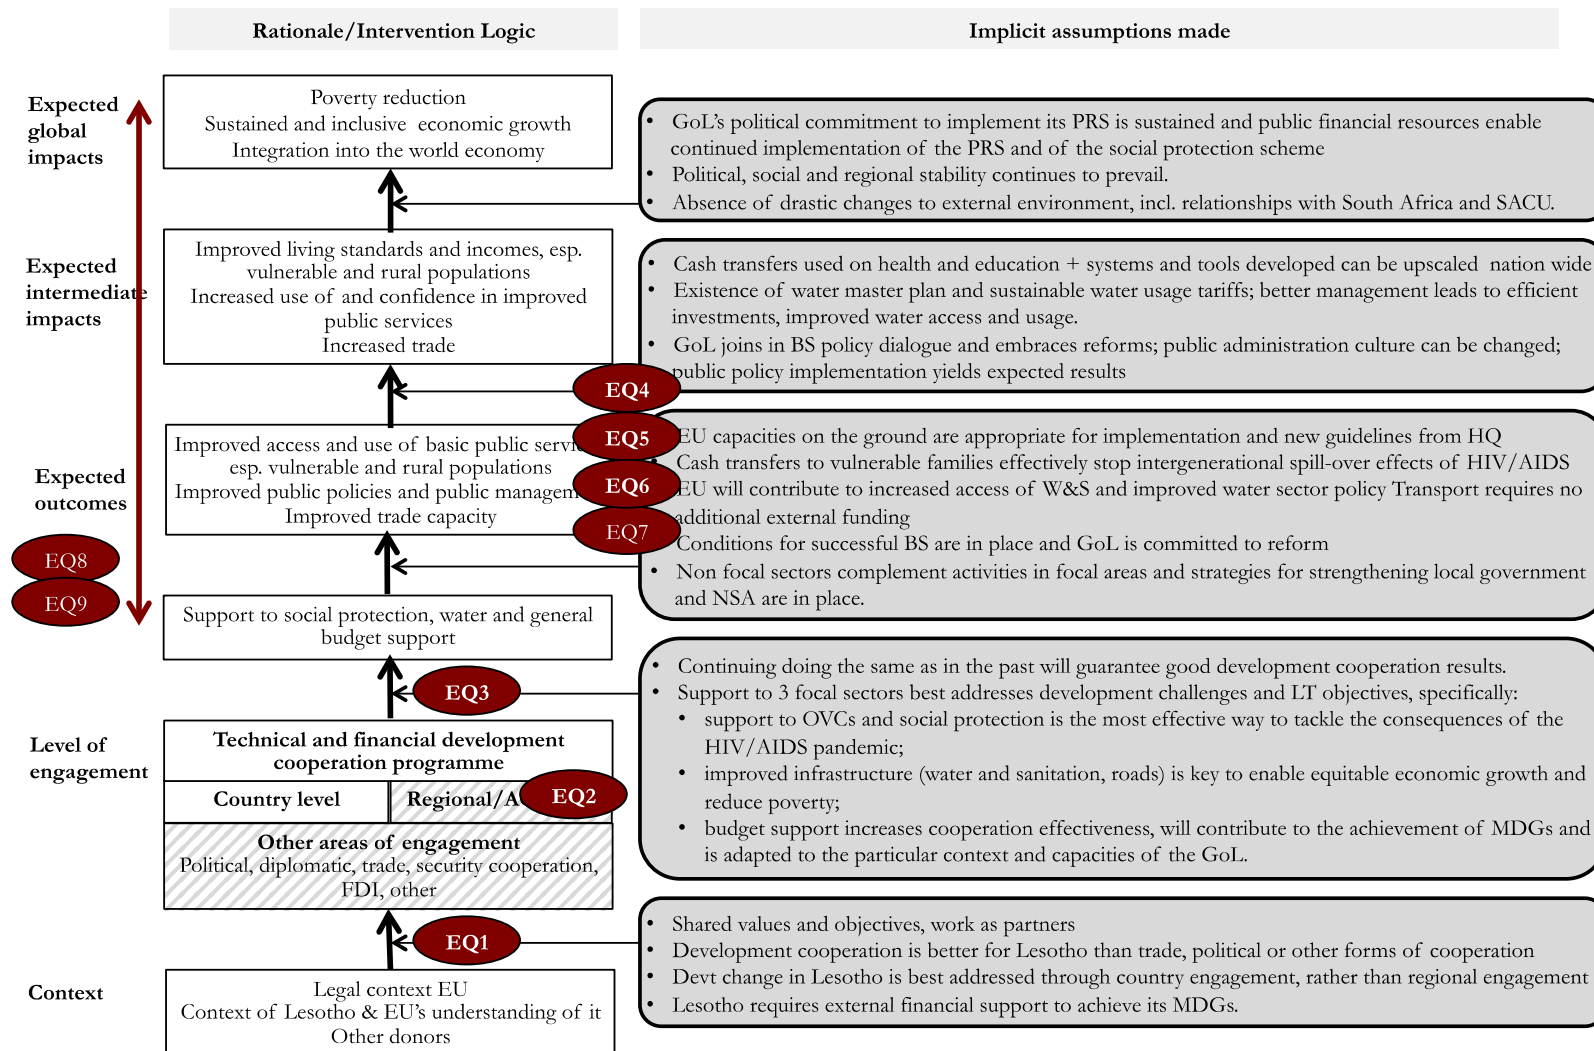 Rationale/Intervention Logic
Implicit assumptions made
Expected
global
impacts
Poverty reduction
Sustained and inclusive economic growth
Integration into the world economy
• GoL's political commitment to implement its PRS is sustained and public financial resources enable
continued implementation of the PRS and of the social protection scheme
• Political, social and regional stability continues to prevail.
• Absence of drastic changes to external environment, incl. relationships with South Africa and SACU.
Expected
intermediate
impacts
Improved living standards and incomes, esp.
vulnerable and rural populations
Increased use of and confidence in improved
public services
Increased trade
• Cash transfers used on health and education + systems and tools developed can be upscaled nation wide
• Existence of water master plan and sustainable water usage tariffs; better management leads to efficient
investments, improved water access and usage.
• GoL joins in BS policy dialogue and embraces reforms; public administration culture can be changed;
public policy implementation yields expected results
EQ4
EQ5
EQ6
EQ7
Expected
outcomes
Improved access and use of basic public servic
esp. vulnerable and rural populations
Improved public policies and public managem
Improved trade capacity
EU capacities on the ground are appropriate for implementation and new guidelines from HQ
• Cash transfers to vulnerable families effectively stop intergenerational spill-over effects of HIV/AIDS
EU will contribute to increased access of W&S and improved water sector policy Transport requires no
additional external funding
Conditions for successful BS are in place and GoL is committed to reform
• Non focal sectors complement activities in focal areas and strategies for strengthening local government
and NSA are in place.
EQ8
EQ9
Support to social protection, water and general
budget support
EQ3
• Continuing doing the same as in the past will guarantee good development cooperation results.
• Support to 3 focal sectors best addresses development challenges and LT objectives, specifically:
• support to OVCs and social protection is the most effective way to tackle the consequences of the
HIV/AIDS pandemic;
• improved infrastructure (water and sanitation, roads) is key to enable equitable economic growth and
reduce poverty;
• budget support increases cooperation effectiveness, will contribute to the achievement of MDGs and
is adapted to the particular context and capacities of the GoL.
Level of
engagement
Technical and financial development
cooperation programme
Country level
Regional/A
EQ2
Other areas of engagement
Political, diplomatic, trade, security cooperation,
FDI, other
EQ1
• Shared values and objectives, work as partners
• Development cooperation is better for Lesotho than trade, political or other forms of cooperation
• Devt change in Lesotho is best addressed through country engagement, rather than regional engagement
• Lesotho requires external financial support to achieve its MDGs.
Context
Legal context EU
Context of Lesotho & EU's understanding of it
Other donors